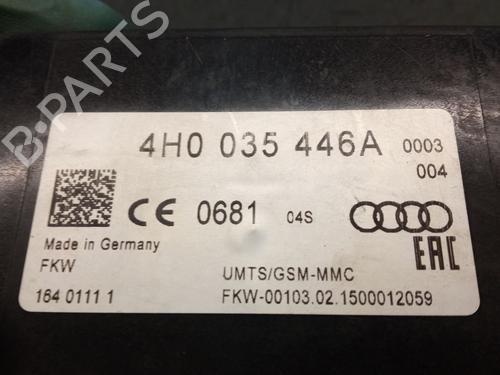 B-PARTS
4H0 035 446A 0003
004
CE 0681 04S
Made in Germany
FKW
EAC
UMTS/GSM-MMC
164 0111 1
FKW-00103.02.1500012059